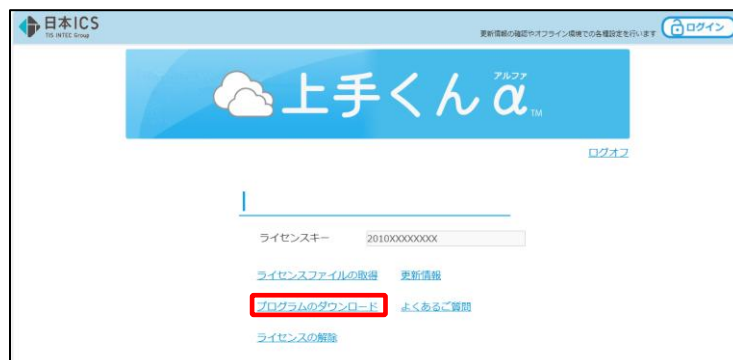 日本ICS
TIS INTEC Group
更新情報の確認やオフライン環境での各種設定を行います
ログイン
アルファ
上手くんα™
ログオフ
ライセンスキー 2010XXXXXXXX
ライセンスファイルの取得 更新情報
プログラムのダウンロード よくあるご質問
ライセンスの解除